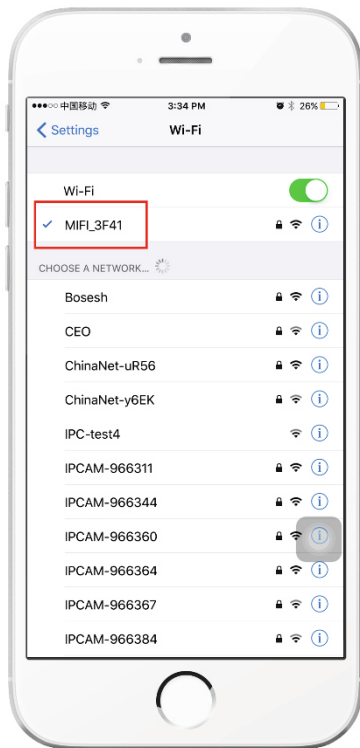 中国移动 3:34 PM 26%
Settings Wi-Fi
Wi-Fi
MIFI_3F41
CHOOSE A NETWORK...
Bosesh
CEO
ChinaNet-uR56
ChinaNet-y6EK
IPC-test4
IPCAM-966311
IPCAM-966344
IPCAM-966360
IPCAM-966364
IPCAM-966367
IPCAM-966384